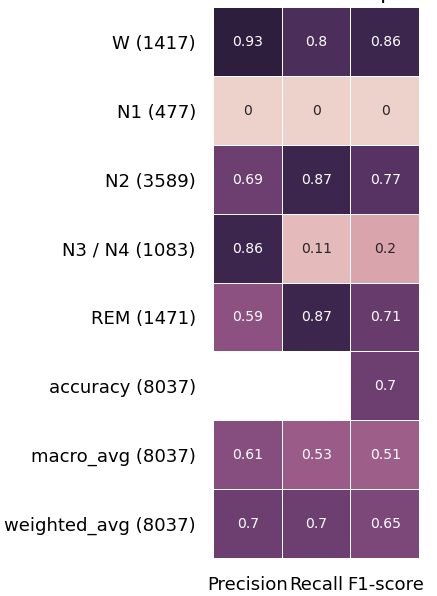 W (1417) 0.93 0.8 0.86
N1 (477) 0 0 0
N2 (3589) 0.69 0.87 0.77
N3 / N4 (1083) 0.86 0.11 0.2
REM (1471) 0.59 0.87 0.71
accuracy (8037) 0.7
macro_avg (8037) 0.61 0.53 0.51
weighted_avg (8037) 0.7 0.7 0.65
Precision Recall F1-score